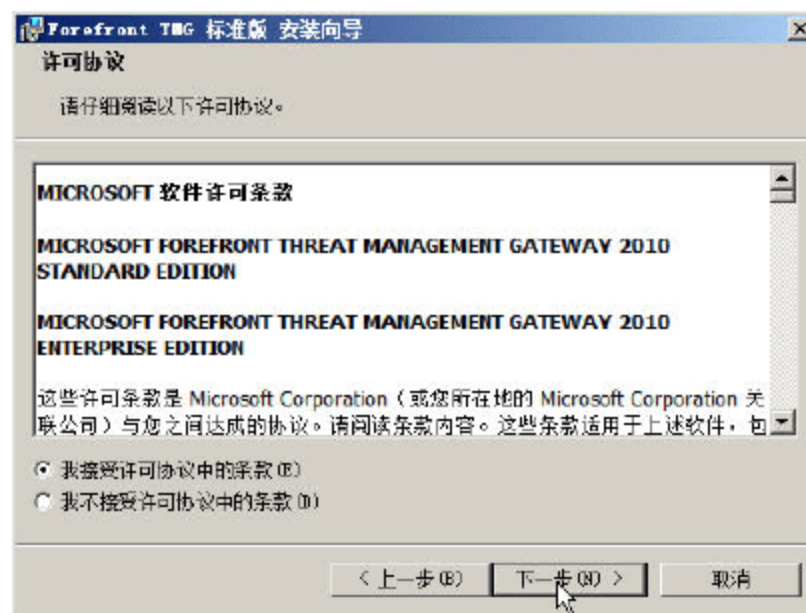 Forefront TMG 标准版 安装向导
许可协议
请仔细阅读以下许可协议。
MICROSOFT 软件许可条款
MICROSOFT FOREFRONT THREAT MANAGEMENT GATEWAY 2010
STANDARD EDITION
MICROSOFT FOREFRONT THREAT MANAGEMENT GATEWAY 2010
ENTERPRISE EDITION
这些许可条款是 Microsoft Corporation（或您所在地的 Microsoft Corporation 关
联公司）与您之间达成的协议。请阅读条款内容。这些条款适用于上述软件，包
我接受许可协议中的条款(E)
我不接受许可协议中的条款(D)
< 上一步(B) 下一步(N) > 取消